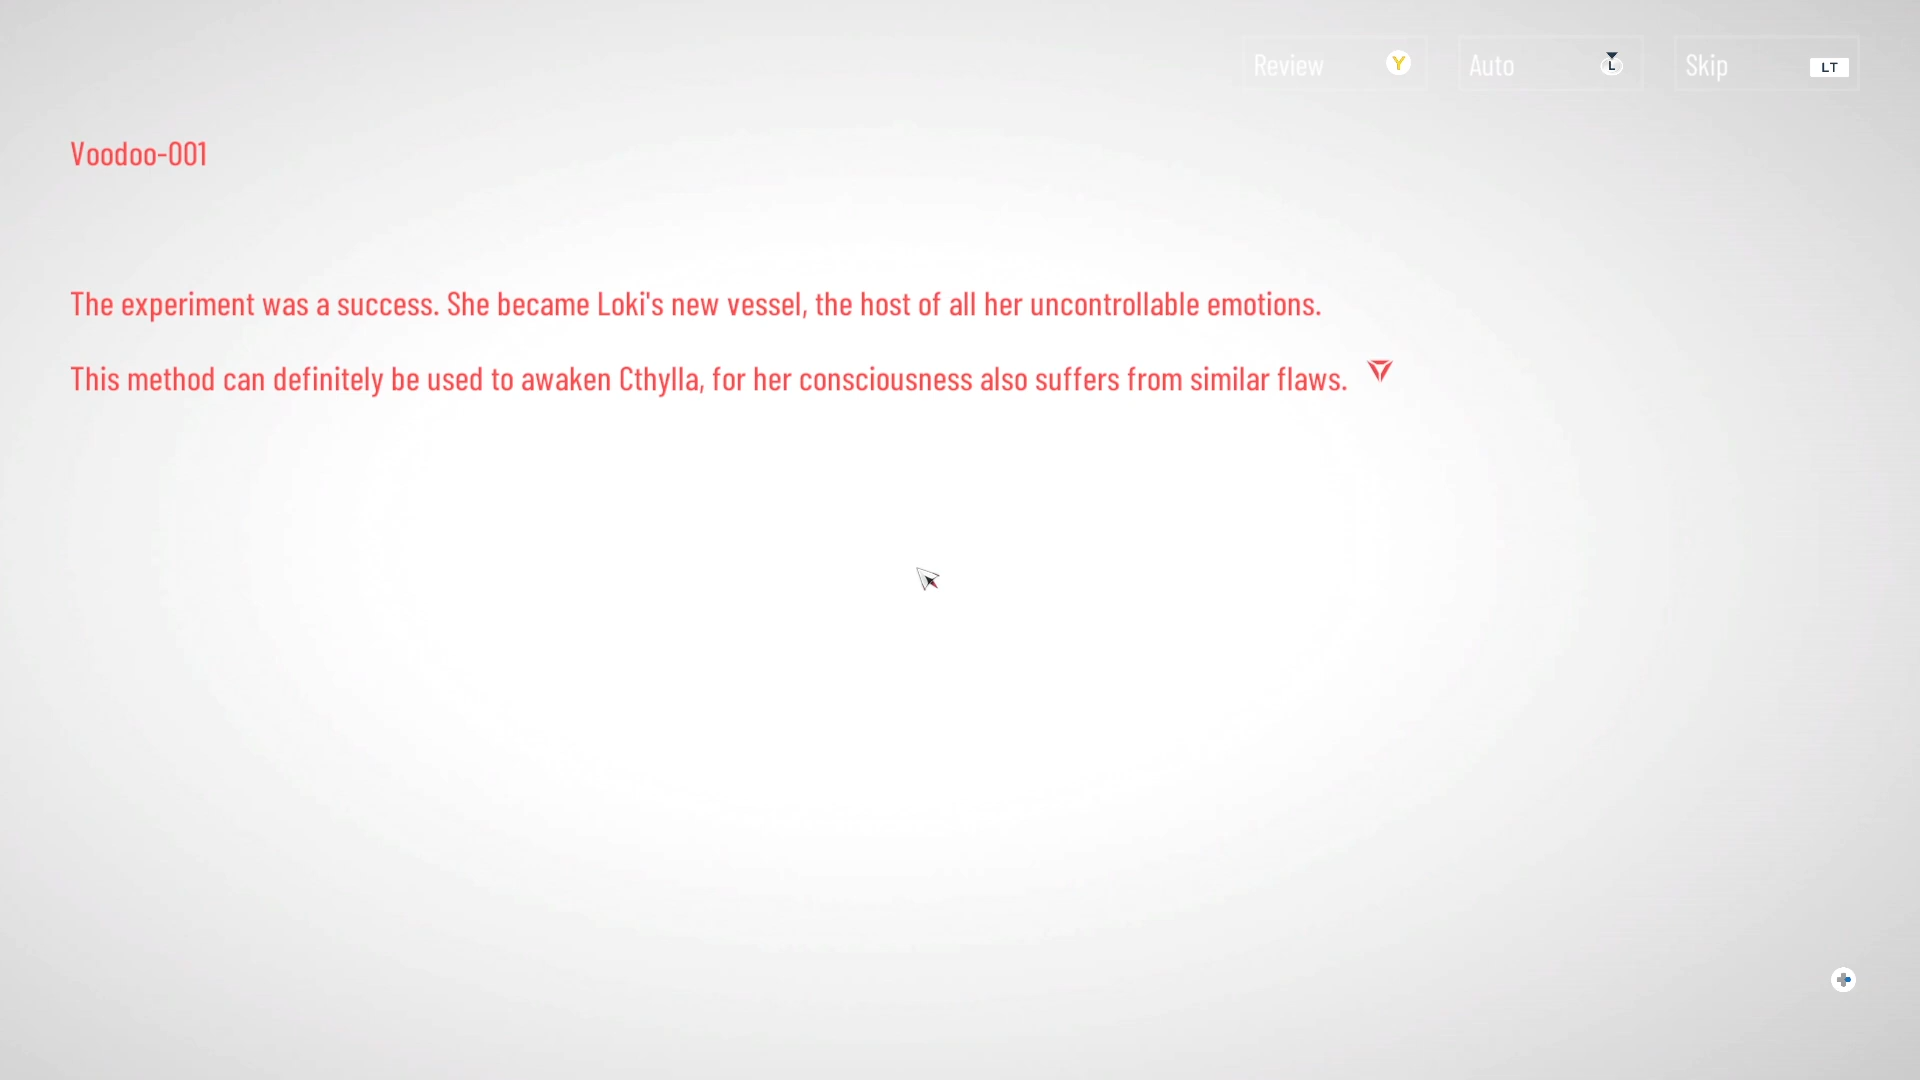 Review Y Auto L Skip LT
Voodoo-001
The experiment was a success. She became Loki's new vessel, the host of all her uncontrollable emotions.
This method can definitely be used to awaken Cthylla, for her consciousness also suffers from similar flaws.